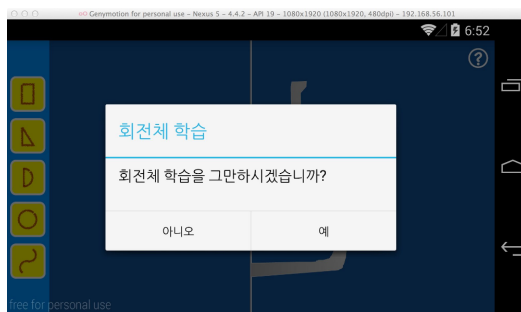 Genymotion for personal use – Nexus 5 – 4.4.2 – API 19 – 1080x1920 (1080x1920, 480dpi) – 192.168.56.101
6:52
?
회전체 학습
회전체 학습을 그만하시겠습니까?
아니오
예
free for personal use